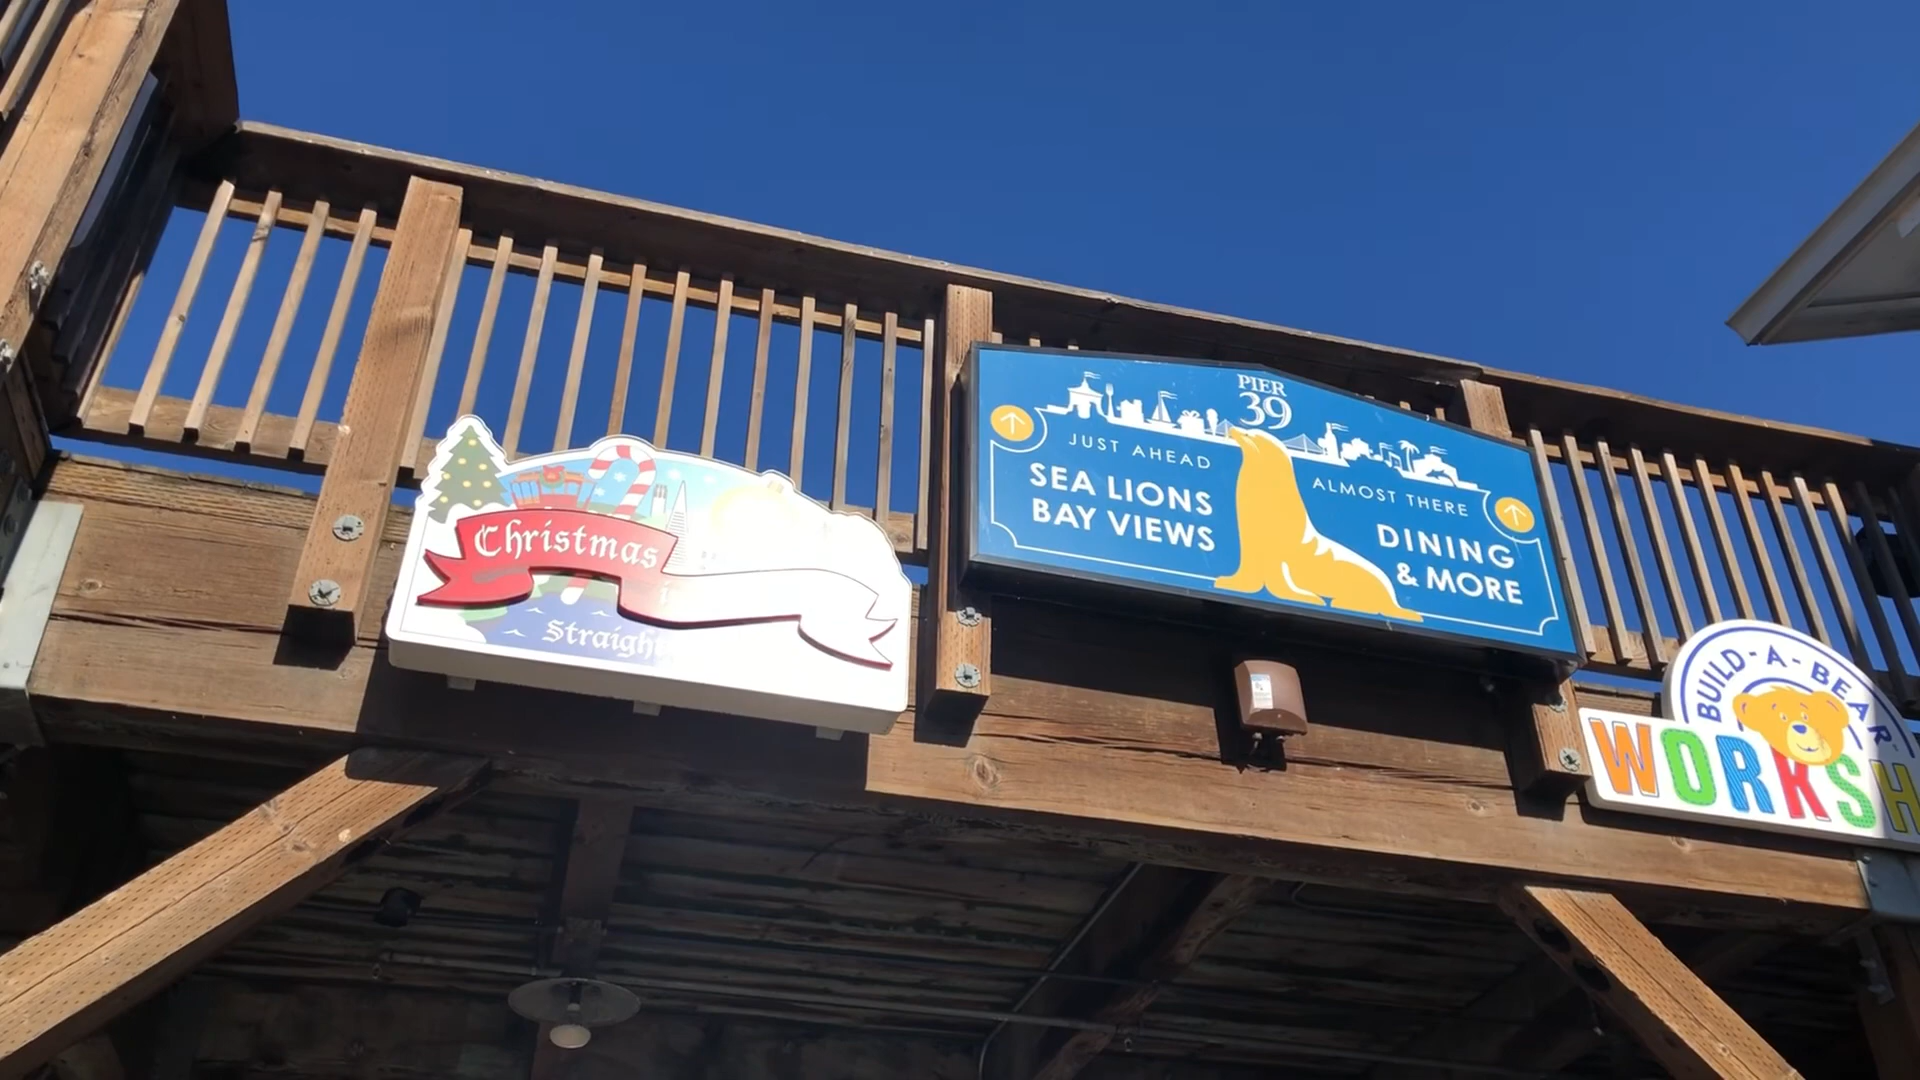 Christmas
Straight
PIER
39
JUST AHEAD
SEA LIONS
BAY VIEWS
ALMOST THERE
DINING
& MORE
BUILD-A-BEAR
WORKSH